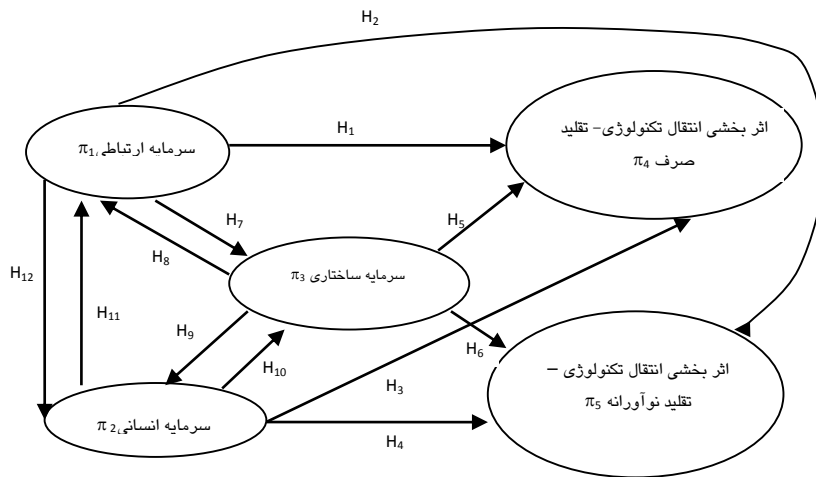 H2
اثر بخشی انتقال تکنولوژی– تقلید
صرف π4
H1
سرمایه ارتباطی π1
H5
H7
H8
سرمایه ساختاری π3
H12
H11
H9
H10
H6
H3
اثر بخشی انتقال تکنولوژی –
تقلید نوآورانه π5
سرمایه انسانی π2
H4